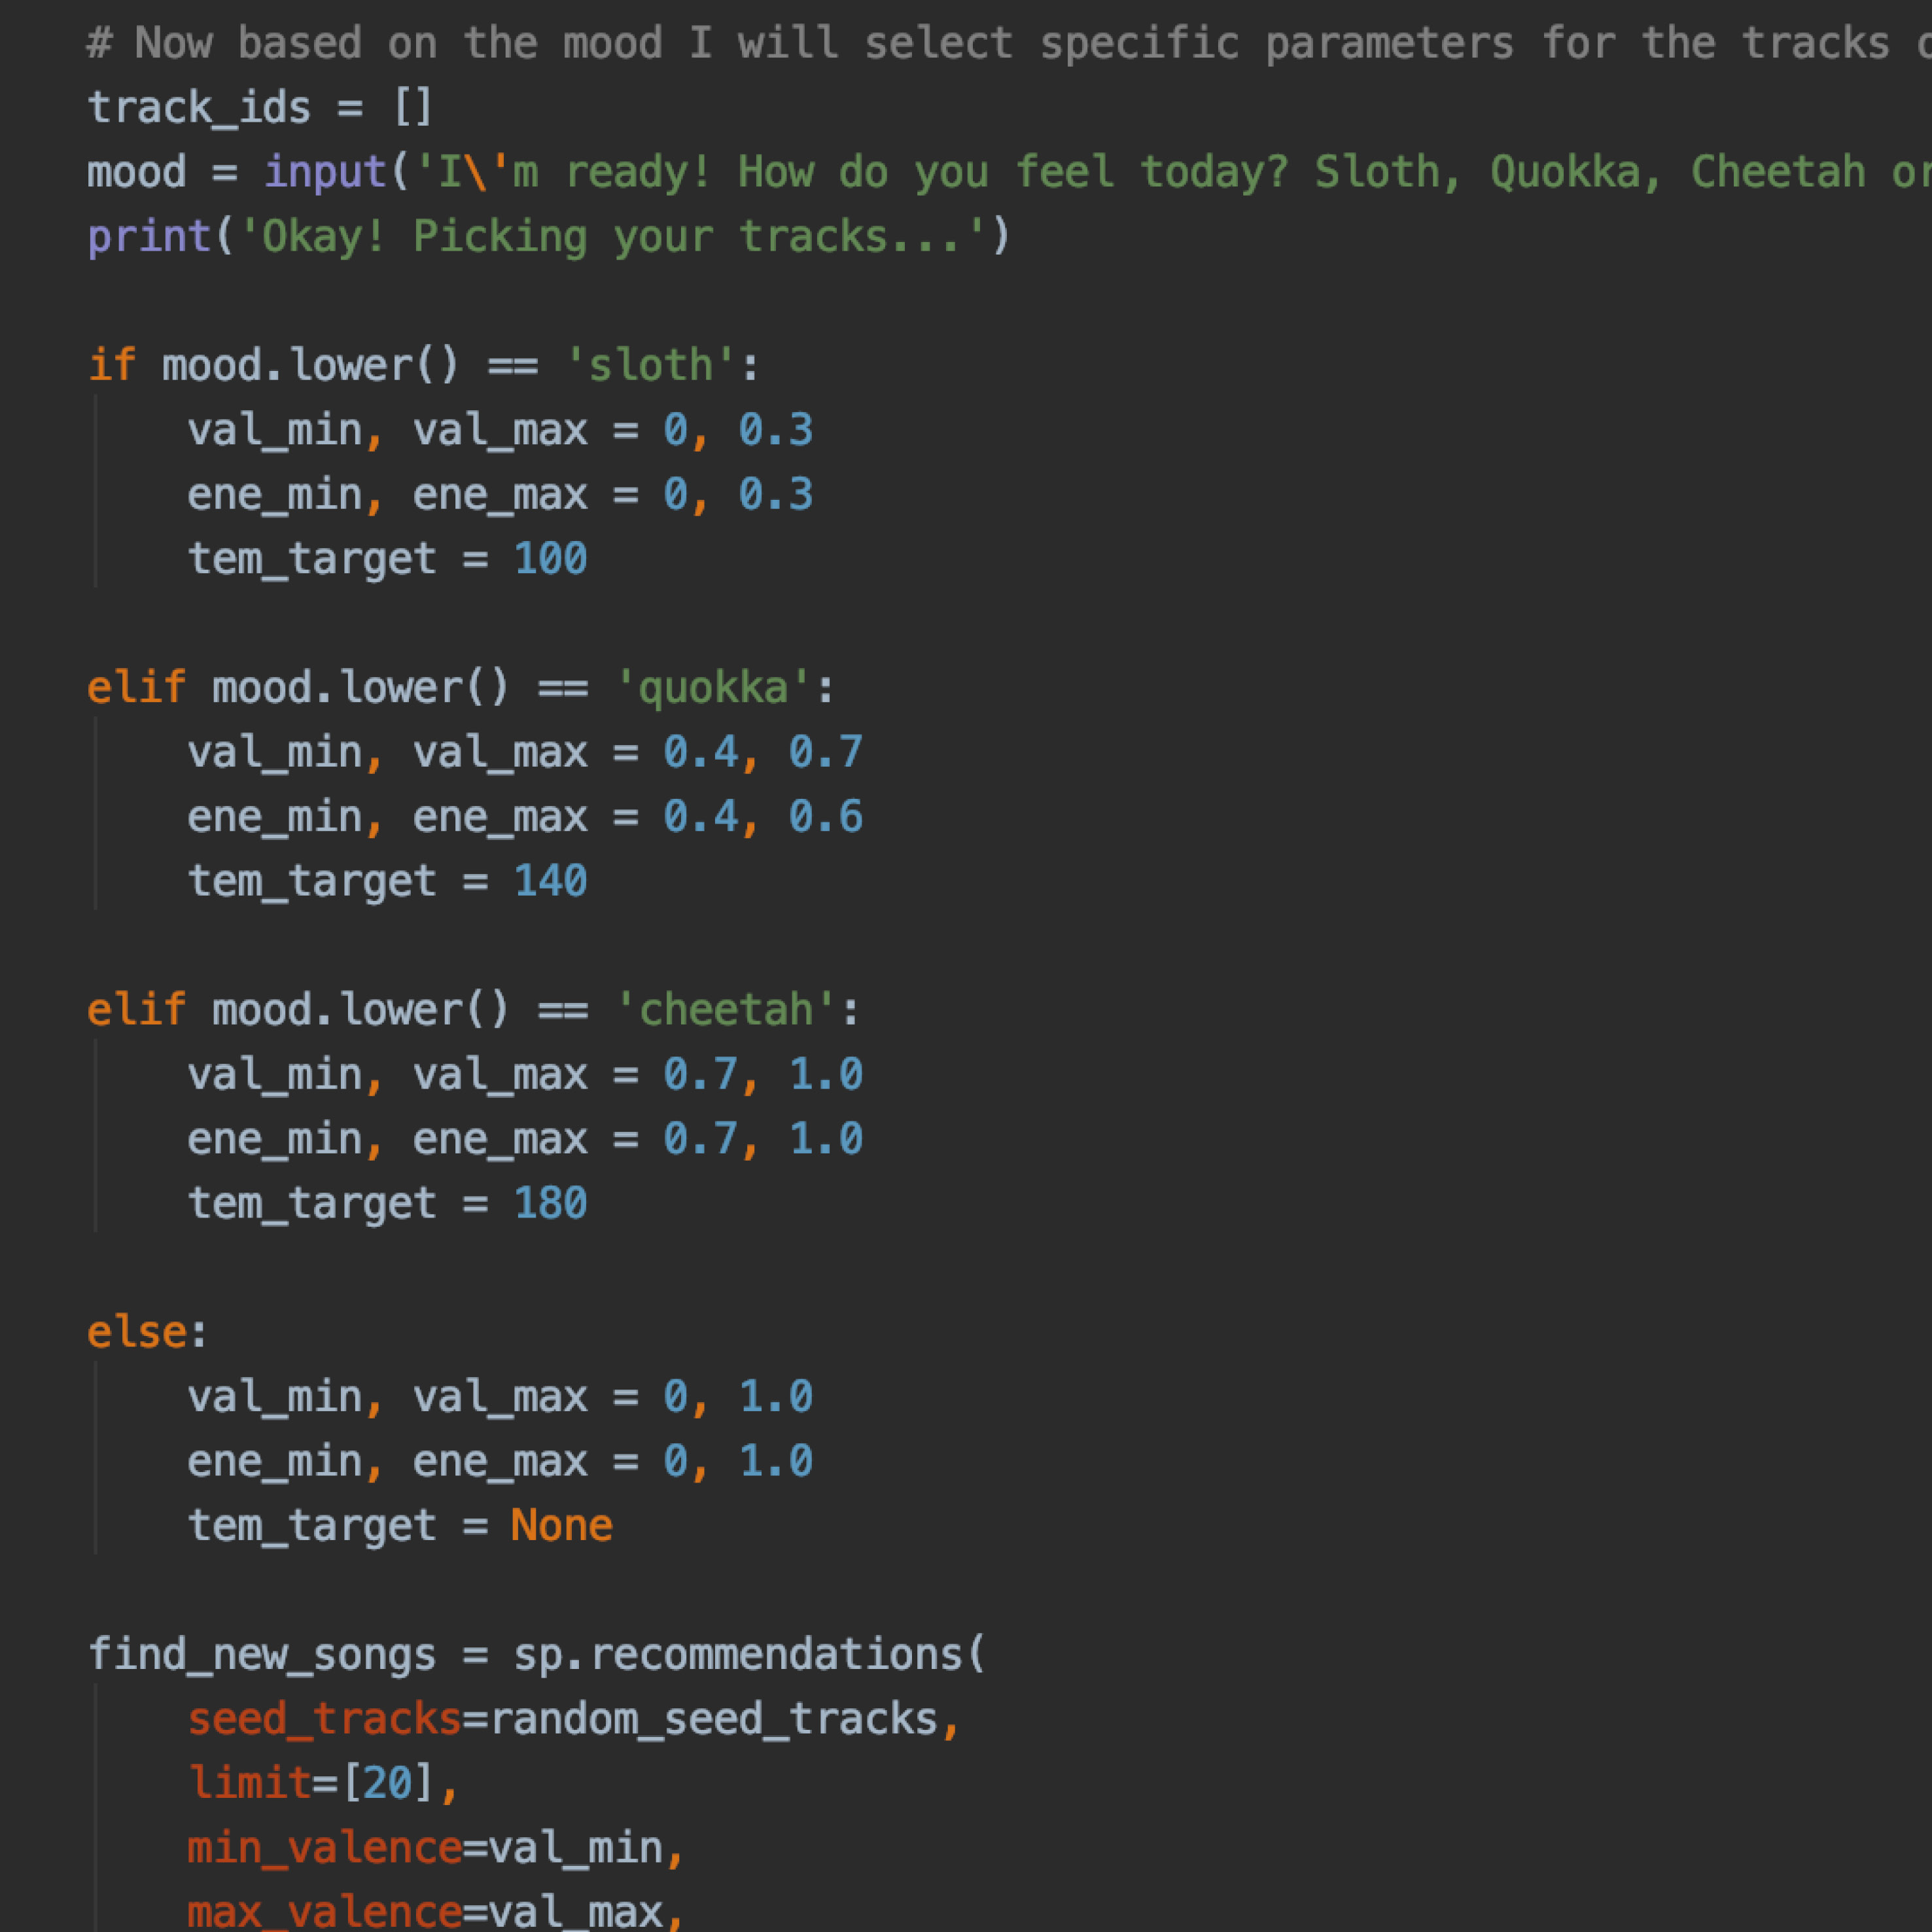 # Now based on the mood I will select specific parameters for the tracks
track_ids = []
mood = input('I\'m ready! How do you feel today? Sloth, Quokka, Cheetah or
print('Okay! Picking your tracks...')
if mood.lower() == 'sloth':
val_min, val_max = 0, 0.3
ene_min, ene_max = 0, 0.3
tem_target = 100
elif mood.lower() == 'quokka':
val_min, val_max = 0.4, 0.7
ene_min, ene_max = 0.4, 0.6
tem_target = 140
elif mood.lower() == 'cheetah':
val_min, val_max = 0.7, 1.0
ene_min, ene_max = 0.7, 1.0
tem_target = 180
else:
val_min, val_max = 0, 1.0
ene_min, ene_max = 0, 1.0
tem_target = None
find_new_songs = sp.recommendations(
seed_tracks=random_seed_tracks,
limit=[20],
min_valence=val_min,
max_valence=val_max,